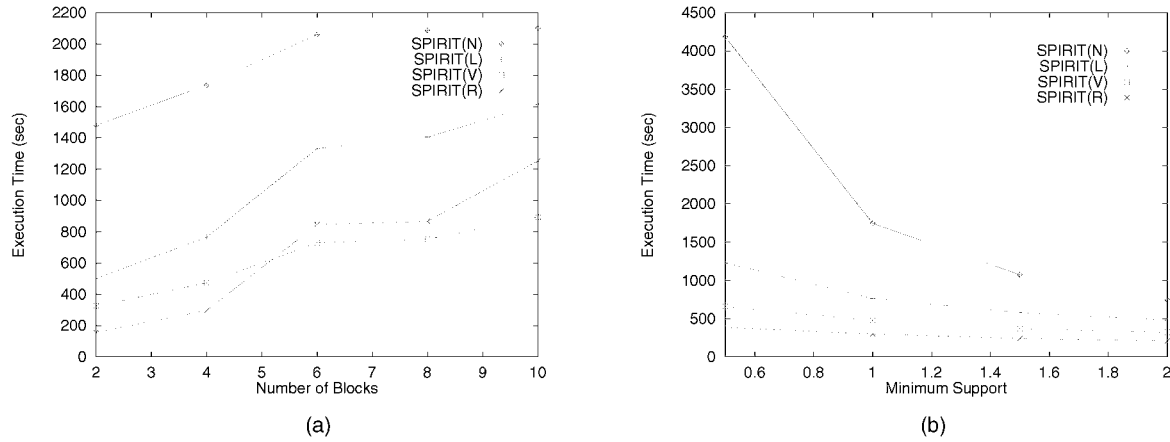 2200
2000
1800
1600
1400
1200
1000
800
600
400
200
0
Execution Time (sec)
SPIRIT(N)
SPIRIT(L)
SPIRIT(V)
SPIRIT(R)
2 3 4 5 6 7 8 9 10
Number of Blocks
(a)
4500
4000
3500
3000
2500
2000
1500
1000
500
0
Execution Time (sec)
SPIRIT(N)
SPIRIT(L)
SPIRIT(V)
SPIRIT(R)
0.6 0.8 1 1.2 1.4 1.6 1.8 2
Minimum Support
(b)